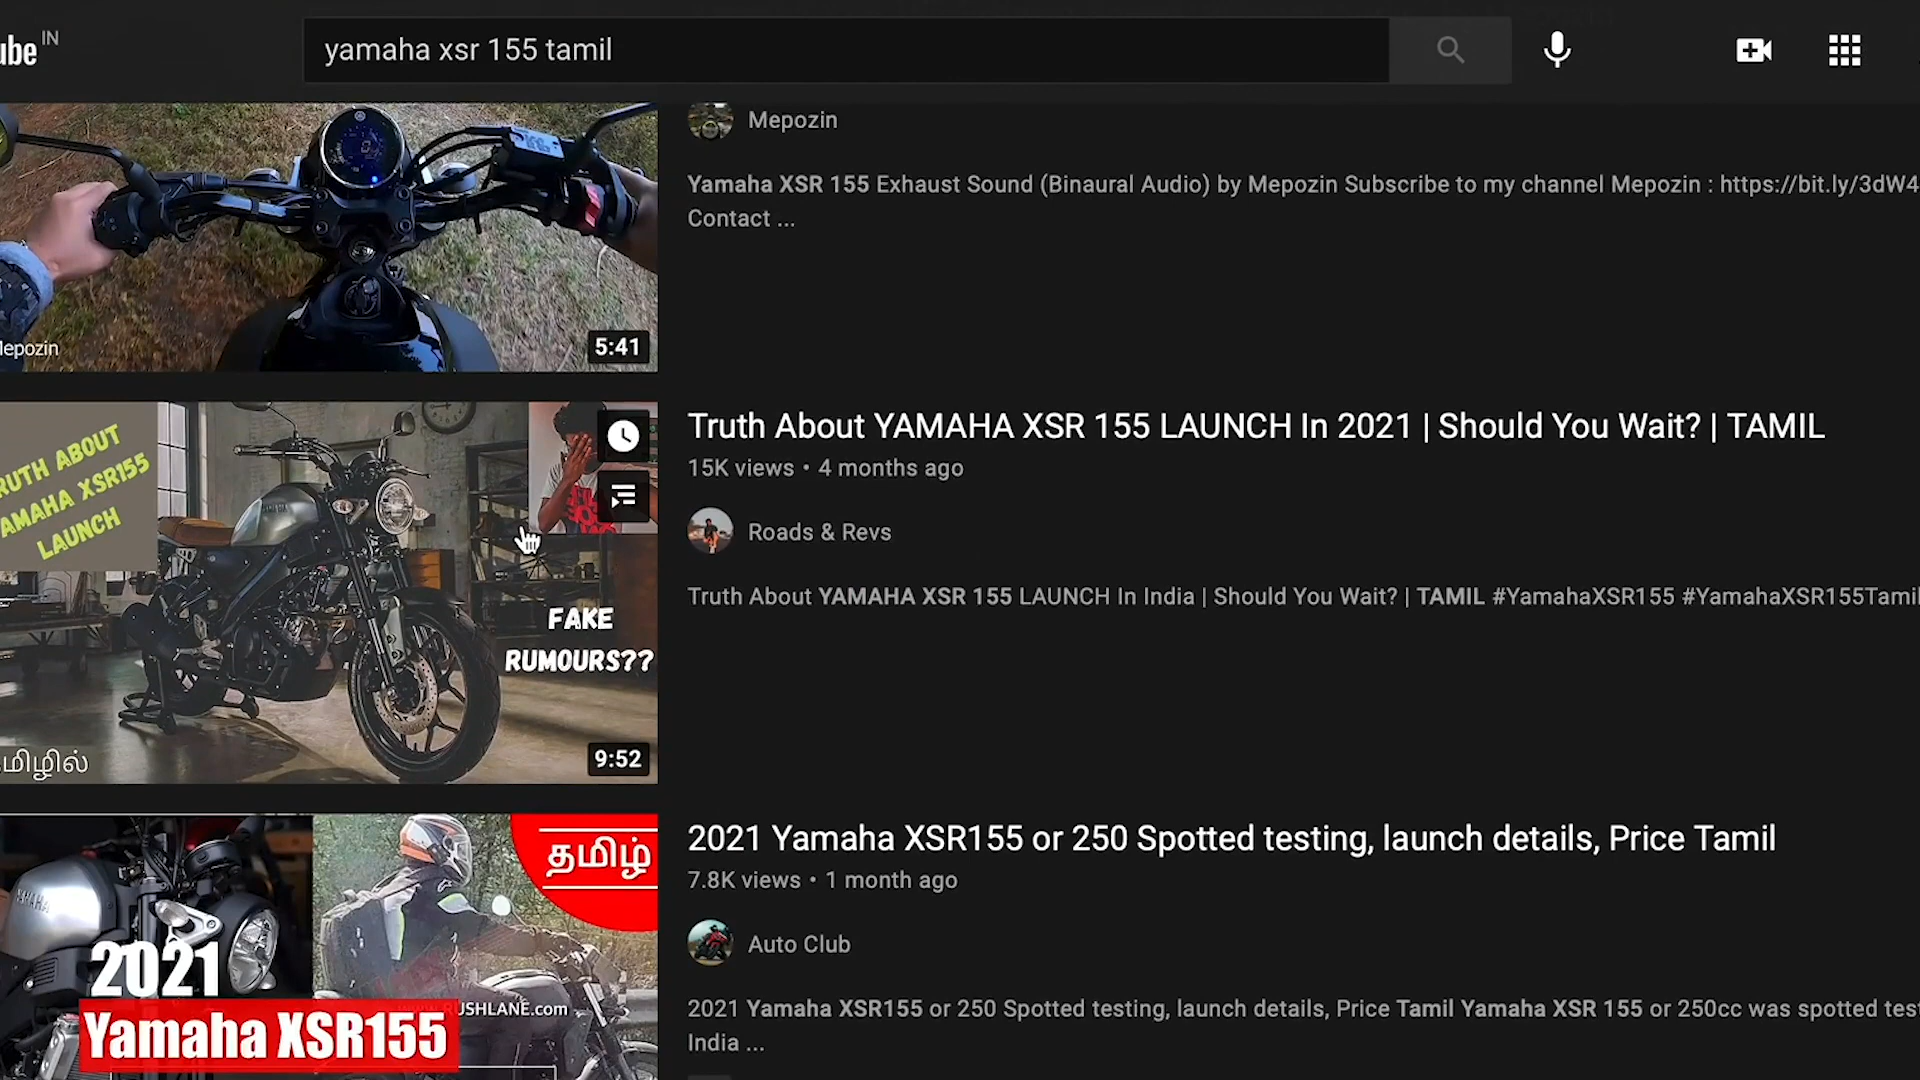 ube IN
yamaha xsr 155 tamil
Mepozin
Yamaha XSR 155 Exhaust Sound (Binaural Audio) by Mepozin Subscribe to my channel Mepozin : https://bit.ly/3dW4
Contact ...
Mepozin
5:41
Truth About YAMAHA XSR 155 LAUNCH In 2021 | Should You Wait? | TAMIL
15K views • 4 months ago
Roads & Revs
Truth About YAMAHA XSR 155 LAUNCH In India | Should You Wait? | TAMIL #YamahaXSR155 #YamahaXSR155Tamil
RUTH ABOUT
AMAHA XSR155
LAUNCH
YAMAHA
FAKE
RUMOURS??
மிழில்
9:52
2021 Yamaha XSR155 or 250 Spotted testing, launch details, Price Tamil
7.8K views • 1 month ago
Auto Club
2021 Yamaha XSR155 or 250 Spotted testing, launch details, Price Tamil Yamaha XSR 155 or 250cc was spotted test
India ...
தமிழ்
YAMAHA
2021
Yamaha XSR155
RUSHLANE.com